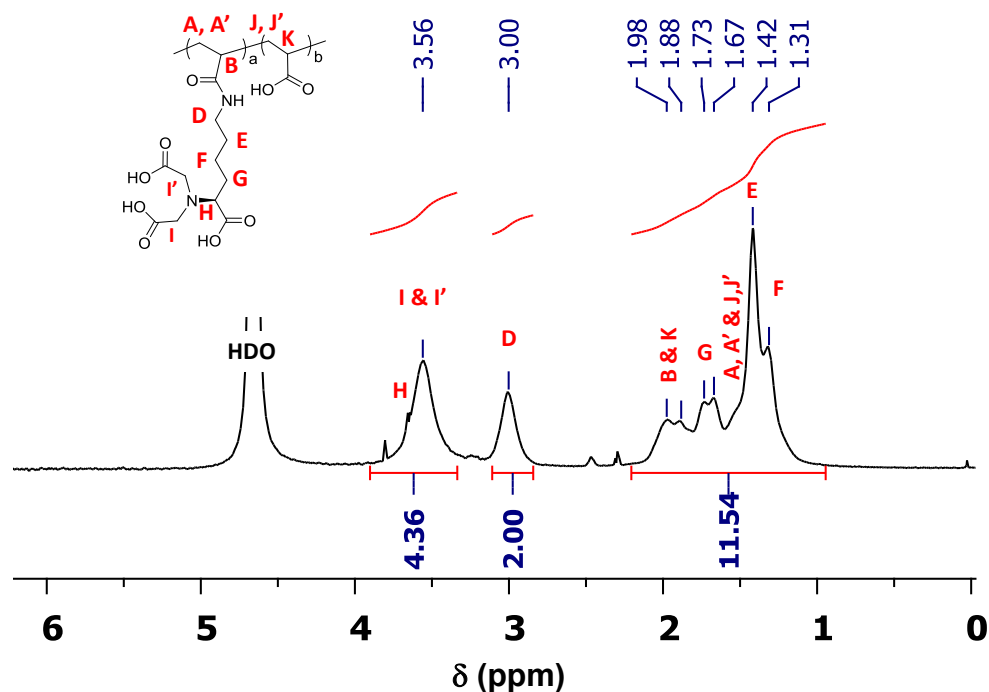 A, A’ J, J’
K
B
a
b
O
HO
O
NH
D
E
F
G
O
HO
I’
N
H
HO
O
I
O
HO
O
3.56
3.00
1.98
1.88
1.73
1.67
1.42
1.31
HDO
H
I & I’
D
B & K
G
A, A’ & J,J’
E
F
4.36
2.00
11.54
6 5 4 3 2 1 0
δ (ppm)